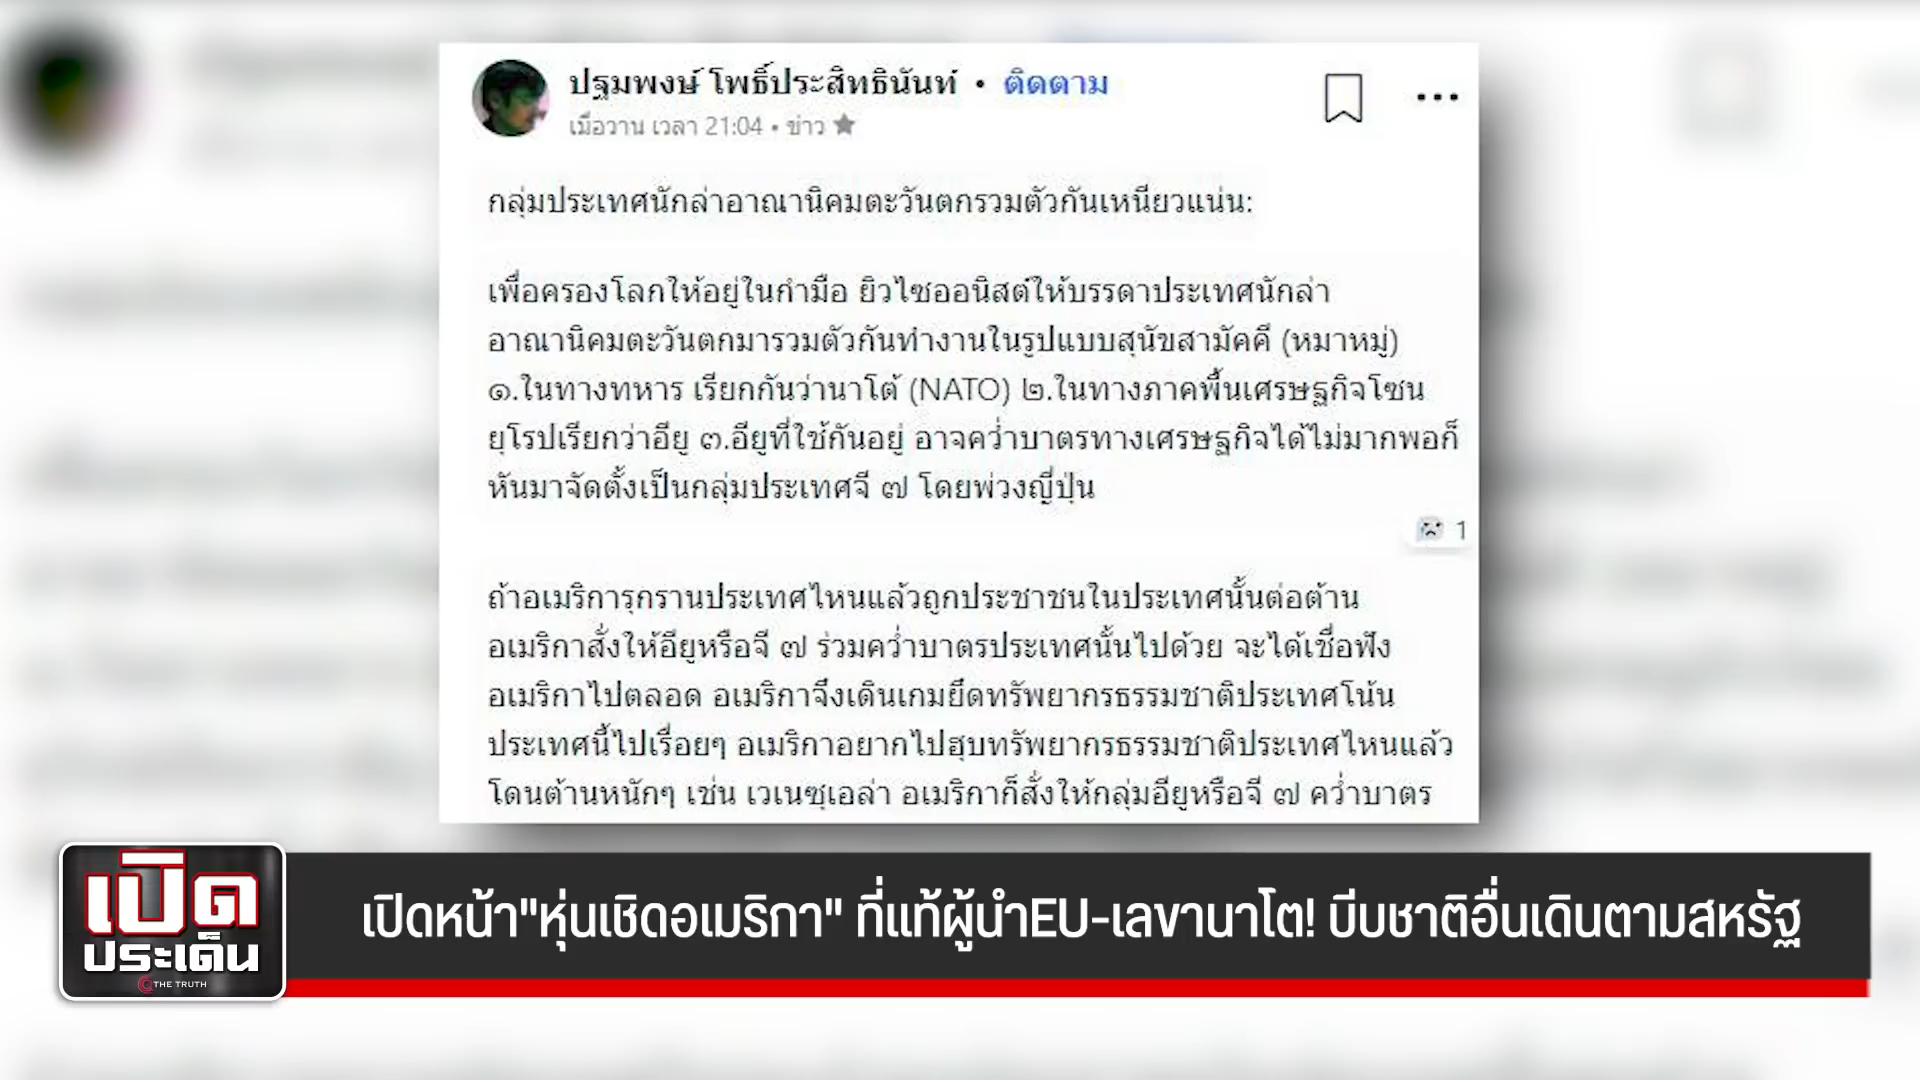 ปฐมพงษ์ โพธิ์ประสิทธินันท์ • ติดตาม
เมื่อวาน เวลา 21:04 • ข่าว
กลุ่มประเทศนักล่าอาณานิคมตะวันตกรวมตัวกันเหนียวแน่น:
เพื่อครองโลกให้อยู่ในกำมือ ยิวไซออนิสต์ให้บรรดาประเทศนักล่า
อาณานิคมตะวันตกมารวมตัวกันทำงานในรูปแบบสุนัขสามัคคี (หมาหมู่)
๑.ในทางทหาร เรียกกันว่านาโต้ (NATO) ๒.ในทางภาคพื้นเศรษฐกิจโซน
ยุโรปเรียกว่าอียู ๓.อียูที่ใช้กันอยู่ อาจคว่ำบาตรทางเศรษฐกิจได้ไม่มากพอก็
หันมาจัดตั้งเป็นกลุ่มประเทศจี ๗ โดยพ่วงญี่ปุ่น
1
ถ้าอเมริการุกรานประเทศไหนแล้วถูกประชาชนในประเทศนั้นต่อต้าน
อเมริกาสั่งให้อียูหรือจี ๗ ร่วมคว่ำบาตรประเทศนั้นไปด้วย จะได้เชื่อฟัง
อเมริกาไปตลอด อเมริกาจึงเดินเกมยึดทรัพยากรธรรมชาติประเทศโน้น
ประเทศนี้ไปเรื่อยๆ อเมริกาอยากไปฮุบทรัพยากรธรรมชาติประเทศไหนแล้ว
โดนต้านหนักๆ เช่น เวเนซุเอล่า อเมริกาก็สั่งให้กลุ่มอียูหรือจี ๗ คว่ำบาตร
เปิด
ประเด็น
THE TRUTH
เปิดหน้า"หุ่นเชิดอเมริกา" ที่แท้ผู้นำEU-เลขานาโต! บีบชาติอื่นเดินตามสหรัฐ